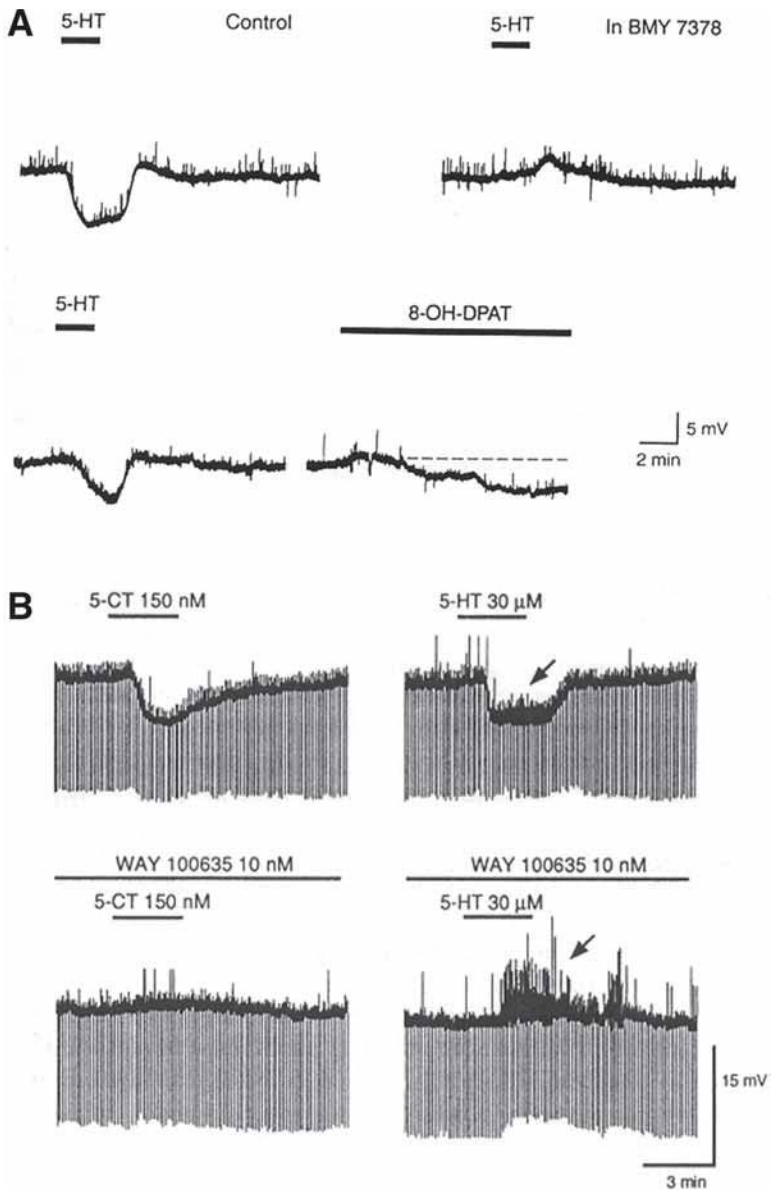 A
5-HT Control 5-HT In BMY 7378
5-HT 8-OH-DPAT
5 mV
2 min
B
5-CT 150 nM 5-HT 30 μM
WAY 100635 10 nM WAY 100635 10 nM
5-CT 150 nM 5-HT 30 μM
15 mV
3 min